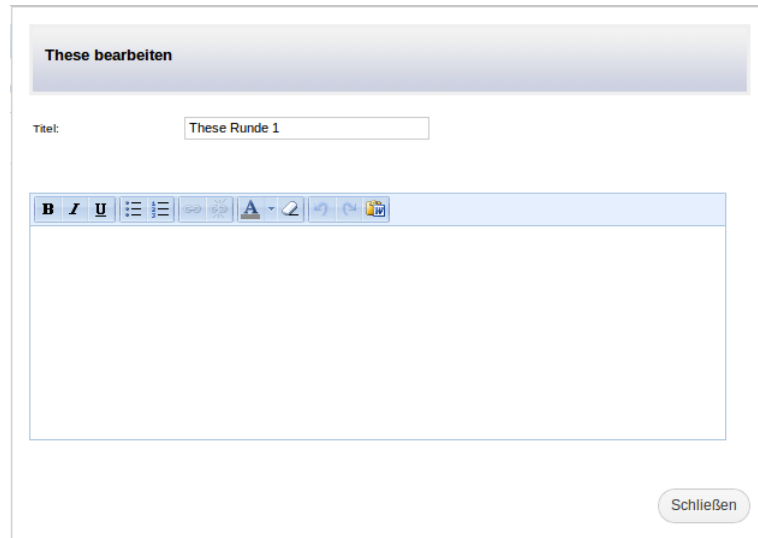 These bearbeiten
Titel: These Runde 1
B I U A
Schließen